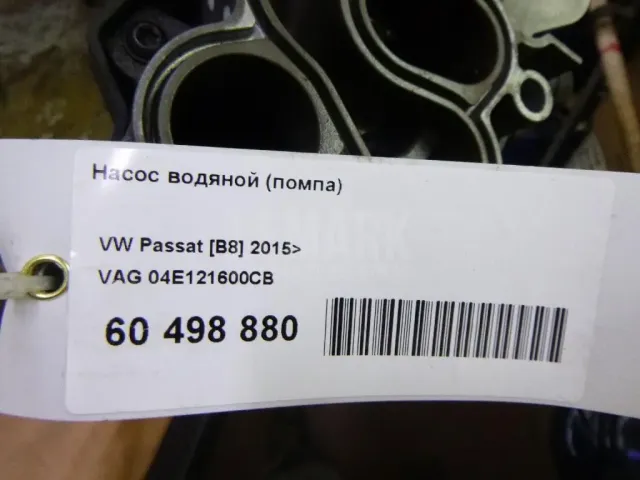 Насос водяной (помпа)
VW Passat [B8] 2015>
VAG 04E121600CB
60 498 880